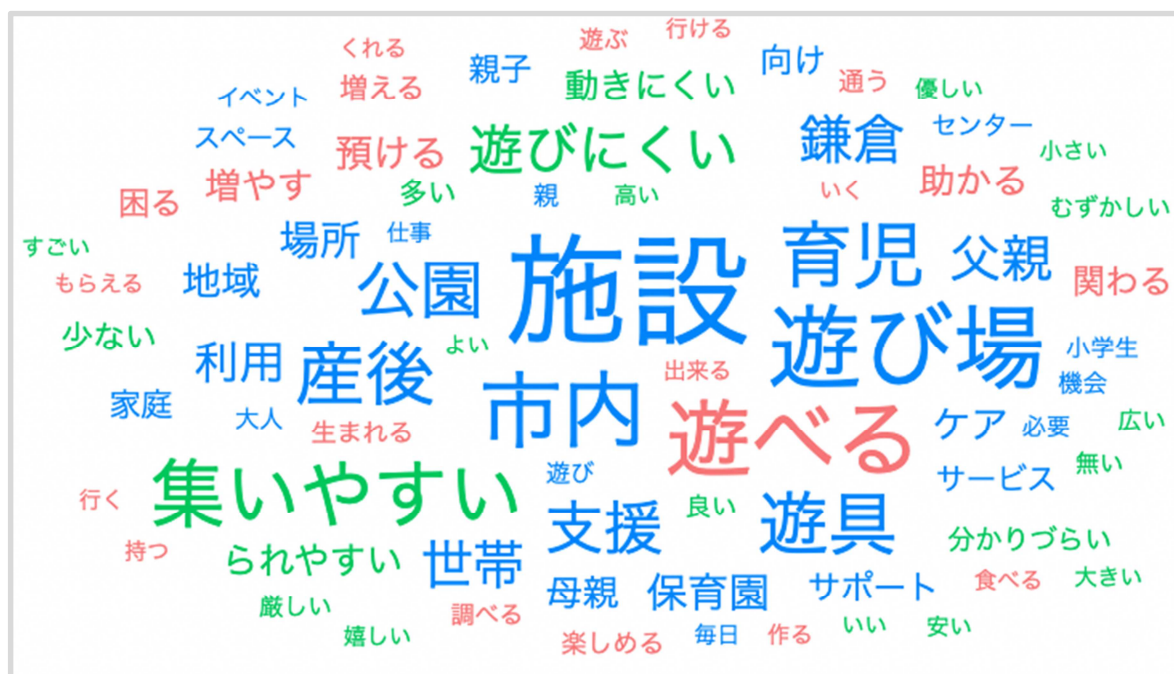 くれる 遊ぶ 行ける
イベント 増える 親子 動きにくい 向け 通う 優しい
スペース 預ける 遊びにくい 鎌倉 センター 小さい
困る 増やす 多い 親 高い いく 助かる むずかしい
すごい 場所 仕事 施設 育児 父親
もらえる 地域 公園 関わる
少ない 利用 産後 よい 遊び場 小学生
家庭 大人 市内 出来る 機会
生まれる 遊べる ケア 必要 広い
行く 集いやすい 遊び 良い サービス 無い
持つ られやすい 世帯 支援 遊具 分かりづらい
厳しい 調べる 母親 保育園 サポート 食べる 大きい
嬉しい 楽しめる 毎日 作る いい 安い